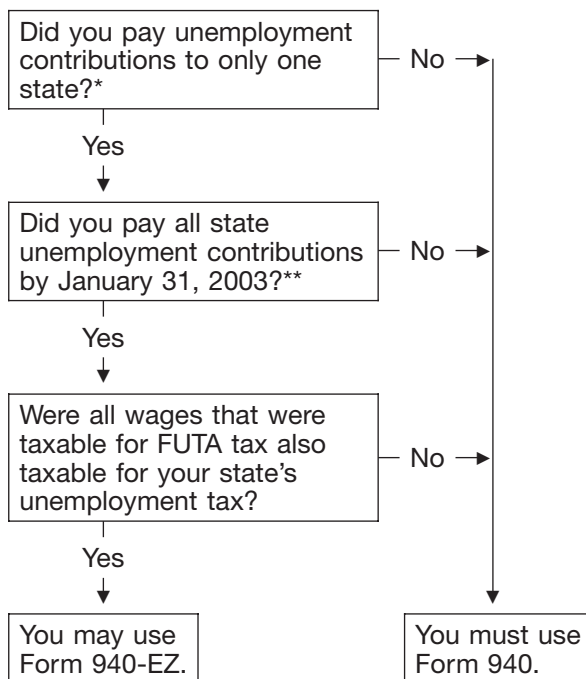 Did you pay unemployment
contributions to only one
state?*
No
Yes
Did you pay all state
unemployment contributions
by January 31, 2003?**
No
Yes
Were all wages that were
taxable for FUTA tax also
taxable for your state's
unemployment tax?
No
Yes
You may use
Form 940-EZ.
You must use
Form 940.